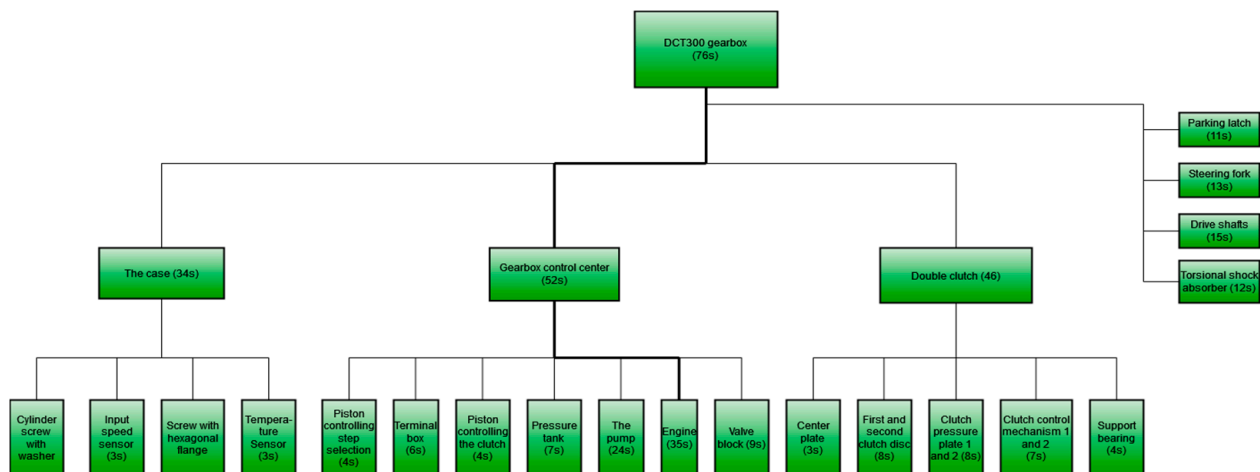 DCT300 gearbox
(76s)
Parking latch
(11s)
Steering fork
(13s)
Drive shafts
(15s)
Torsional shock
absorber (12s)
The case (34s)
Gearbox control center
(52s)
Double clutch (46)
Cylinder
screw with
washer
Input
speed
sensor
(3s)
Screw with
hexagonal
flange
Tempera-
ture
Sensor
(3s)
Piston
controlling
step
selection
(4s)
Terminal
box
(6s)
Piston
controlling
the clutch
(4s)
Pressure
tank
(7s)
The
pump
(24s)
Engine
(35s)
Valve
block (9s)
Center
plate
(3s)
First and
second
clutch disc
(8s)
Clutch
pressure
plate 1
and 2 (8s)
Clutch control
mechanism 1
and 2
(7s)
Support
bearing
(4s)